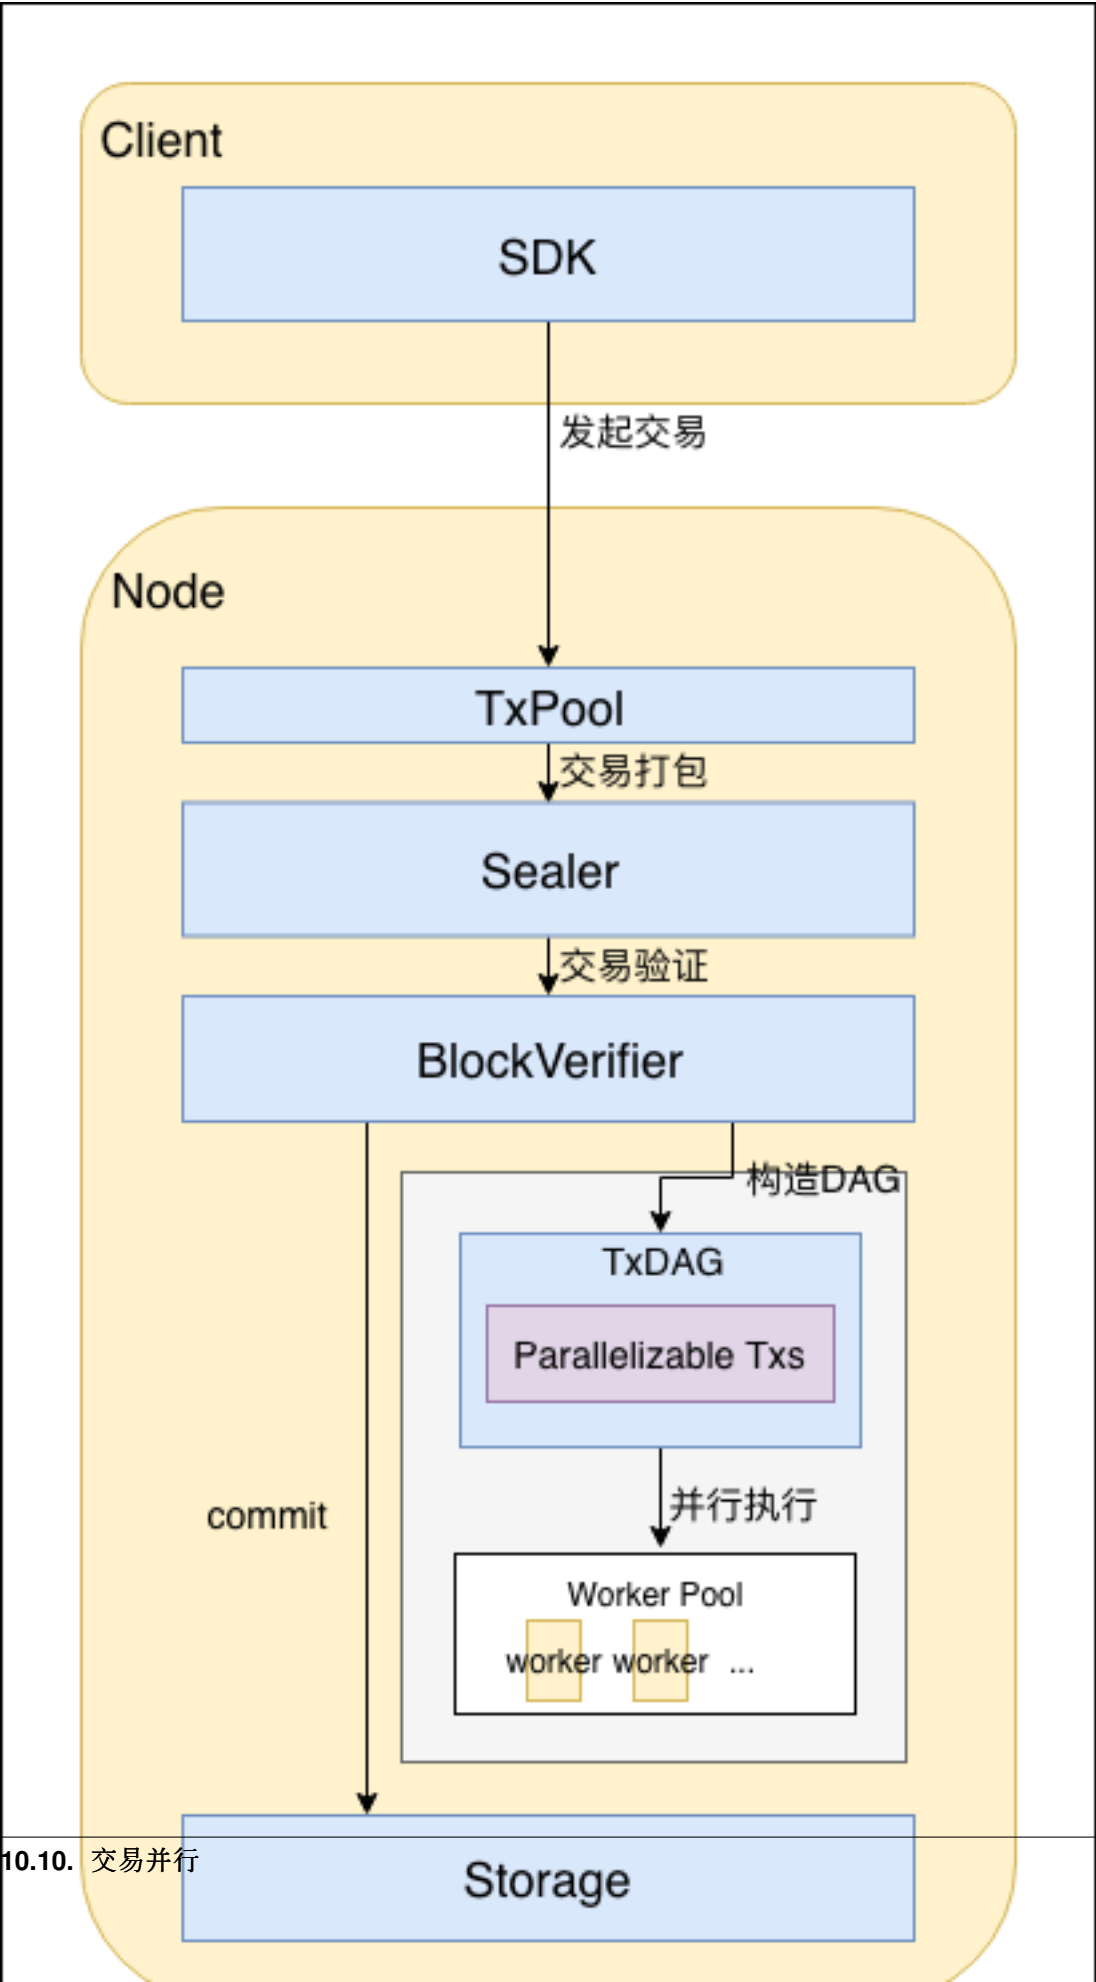 Client
SDK
发起交易
Node
TxPool
交易打包
Sealer
交易验证
BlockVerifier
构造DAG
TxDAG
Parallelizable Txs
commit
并行执行
Worker Pool
worker worker ...
10.10. 交易并行
Storage